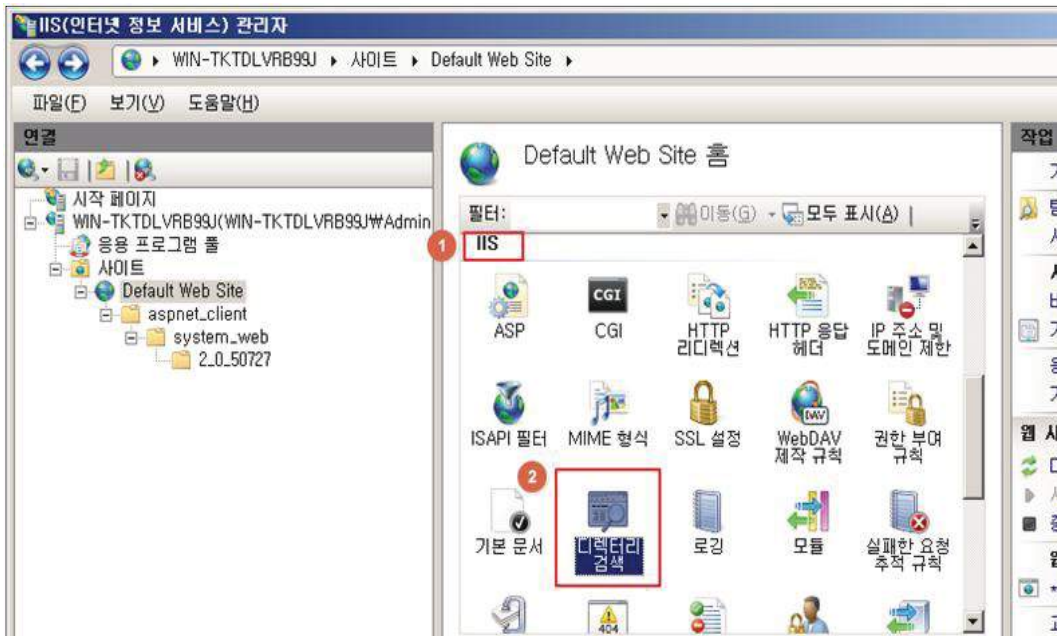 IIS(인터넷 정보 서비스) 관리자
WIN-TKTDLVRB99J ▸ 사이트 ▸ Default Web Site ▸
파일(F) 보기(V) 도움말(H)
연결
시작 페이지
WIN-TKTDLVRB99J(WIN-TKTDLVRB99J₩Admin
응용 프로그램 풀
사이트
Default Web Site
aspnet_client
system_web
2_0_50727
Default Web Site 홈
필터: 이동(G) 모두 표시(A)
1
IIS
CGI
ASP CGI HTTP 리디렉션 HTTP 응답 헤더 IP 주소 및 도메인 제한
DAV
ISAPI 필터 MIME 형식 SSL 설정 WebDAV 제작 규칙 권한 부여 규칙
2
기본 문서 디렉터리 검색 로깅 모듈 실패한 요청 추적 규칙
404
작업
웹 사